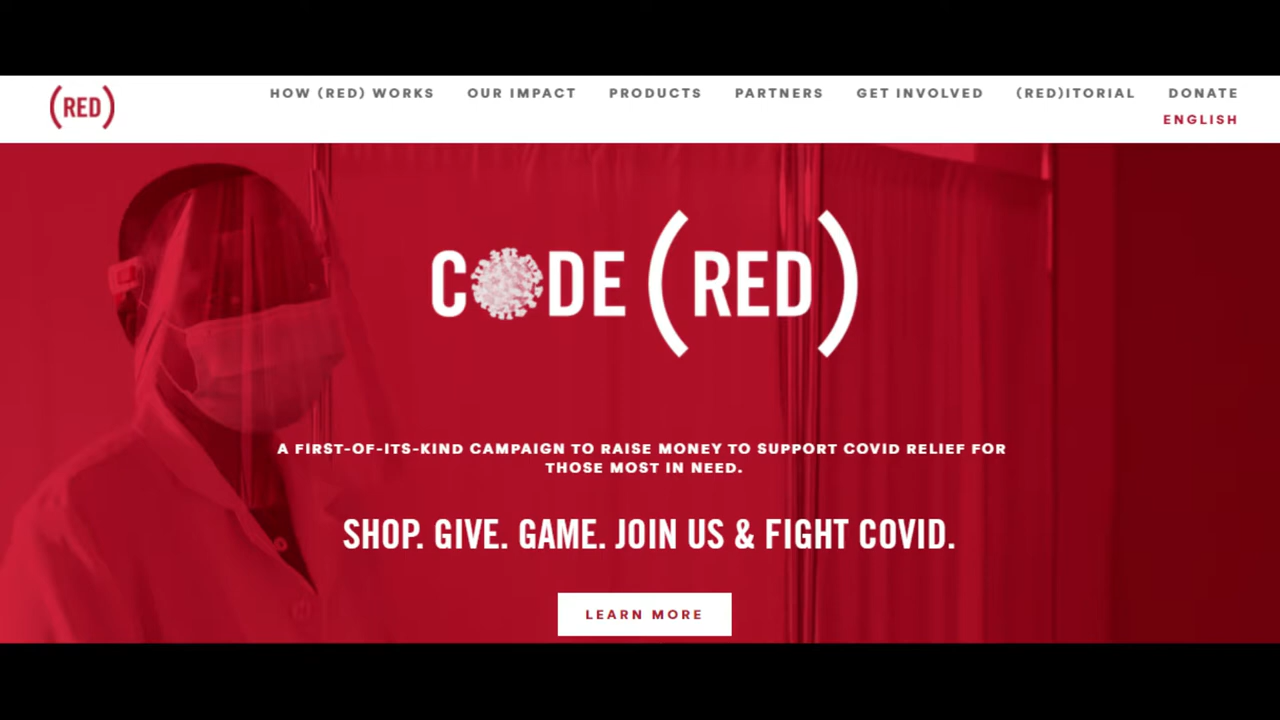 (RED)
HOW (RED) WORKS OUR IMPACT PRODUCTS PARTNERS GET INVOLVED (RED)ITORIAL DONATE
ENGLISH
CODE (RED)
A FIRST-OF-ITS-KIND CAMPAIGN TO RAISE MONEY TO SUPPORT COVID RELIEF FOR
THOSE MOST IN NEED.
SHOP. GIVE. GAME. JOIN US & FIGHT COVID.
LEARN MORE